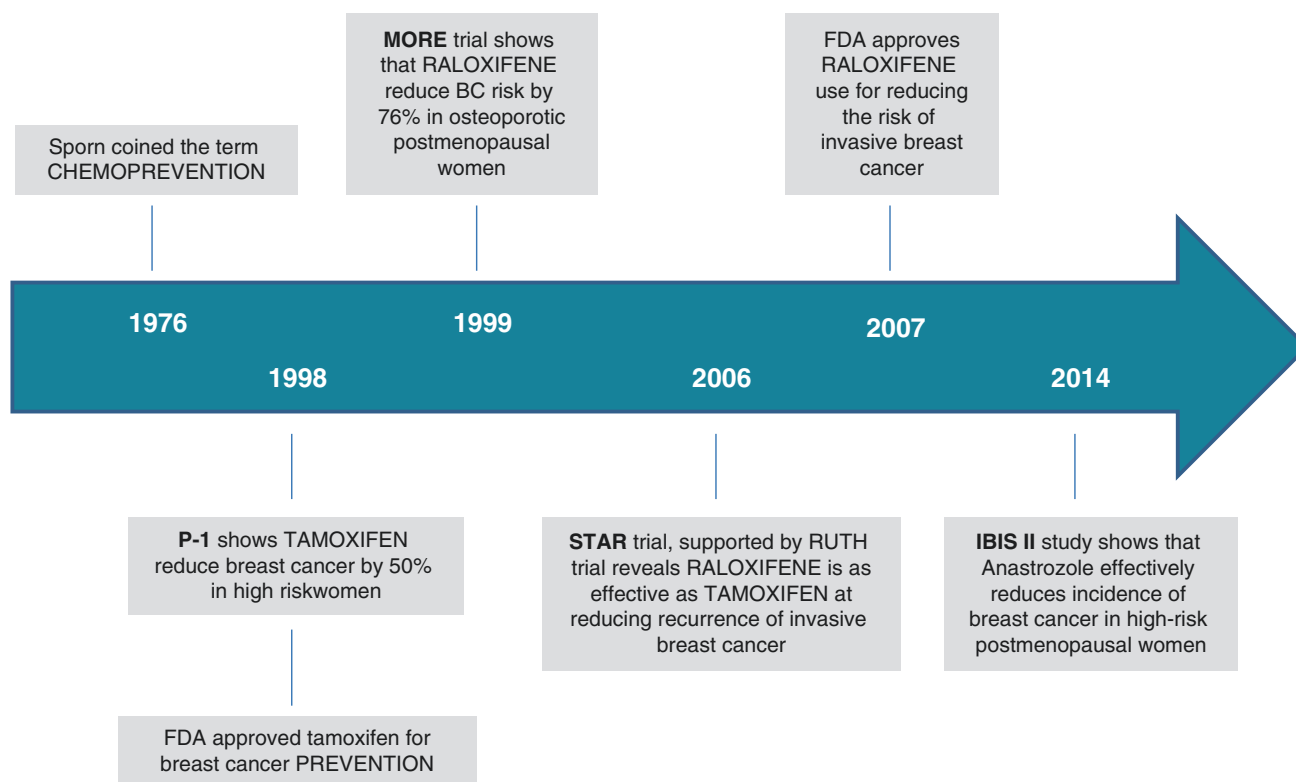 MORE trial shows
that RALOXIFENE
reduce BC risk by
76% in osteoporotic
postmenopausal
women
FDA approves
RALOXIFENE
use for reducing
the risk of
invasive breast
cancer
Sporn coined the term
CHEMOPREVENTION
1976
1999
2007
1998
2006
2014
P-1 shows TAMOXIFEN
reduce breast cancer by 50%
in high riskwomen
STAR trial, supported by RUTH
trial reveals RALOXIFENE is as
effective as TAMOXIFEN at
reducing recurrence of invasive
breast cancer
IBIS II study shows that
Anastrozole effectively
reduces incidence of
breast cancer in high-risk
postmenopausal women
FDA approved tamoxifen for
breast cancer PREVENTION